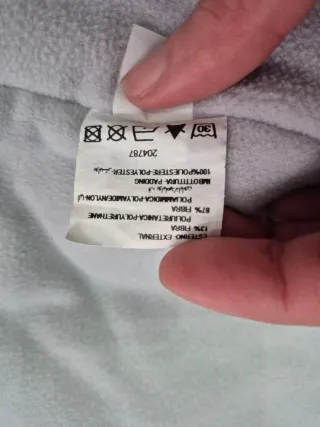 ESTERNO- EXTERNAL
13% FIBRA
POLIURETANICA-POLYURETHANE
87% FIBRA
POLIAMMIDICA-POLYAMIDE/NYLON
IMBOTTITURA- PADDING
100%POLIESTERE-POLYESTER-
204787
30